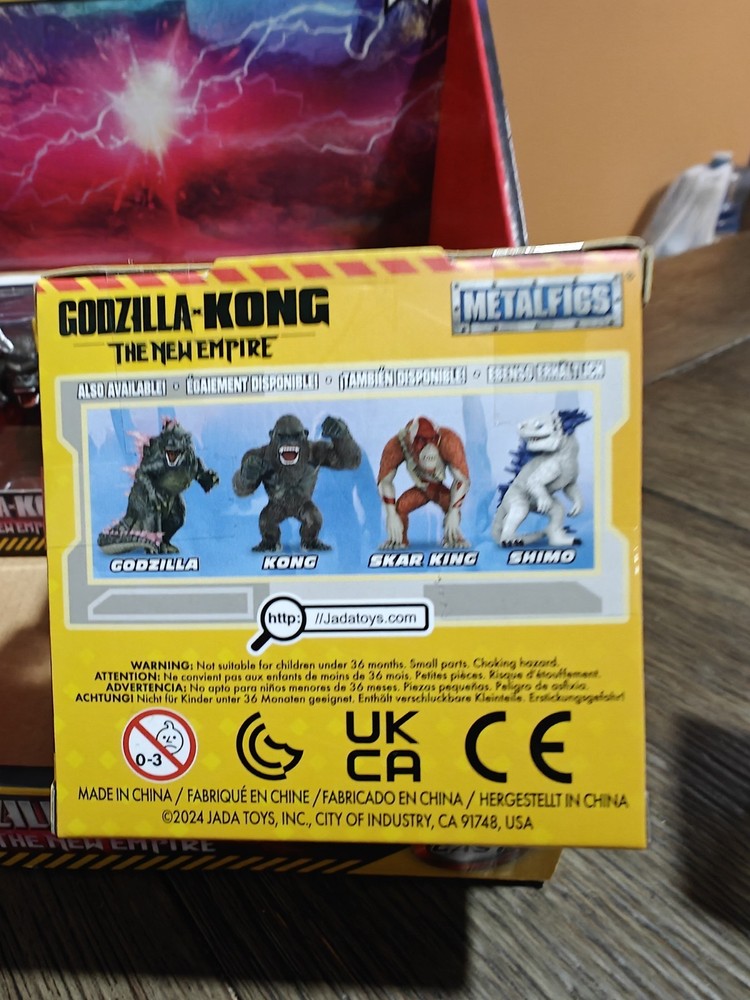 GODZILLA-KONG
THE NEW EMPIRE
METALFIGS®
ALSO AVAILABLE! • ÉGALEMENT DISPONIBLE! • ¡TAMBIÉN DISPONIBLE! • EBENSO ERHÄLTLICH
GODZILLA KONG SKAR KING SHIMO
http: //Jadatoys.com
WARNING: Not suitable for children under 36 months. Small parts. Choking hazard.
ATTENTION: Ne convient pas aux enfants de moins de 36 mois. Petites pièces. Risque d'étouffement.
ADVERTENCIA: No apto para niños menores de 36 meses. Piezas pequeñas. Peligro de asfixia.
ACHTUNG! Nicht für Kinder unter 36 Monaten geeignet. Enthält verschluckbare Kleinteile. Erstickungsgefahr!
0-3
UK
CA
CE
MADE IN CHINA / FABRIQUÉ EN CHINE / FABRICADO EN CHINA / HERGESTELLT IN CHINA
©2024 JADA TOYS, INC., CITY OF INDUSTRY, CA 91748, USA
THE NEW EMPIRE